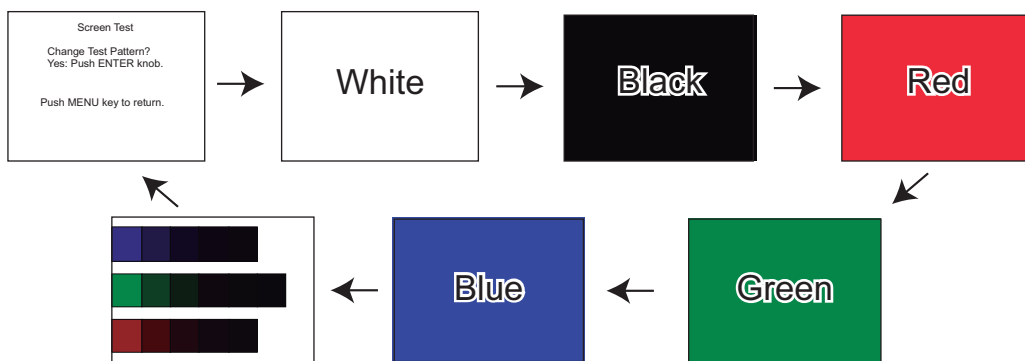 Screen Test
Change Test Pattern?
Yes: Push ENTER knob.
Push MENU key to return.
White
Black
Red
Green
Blue